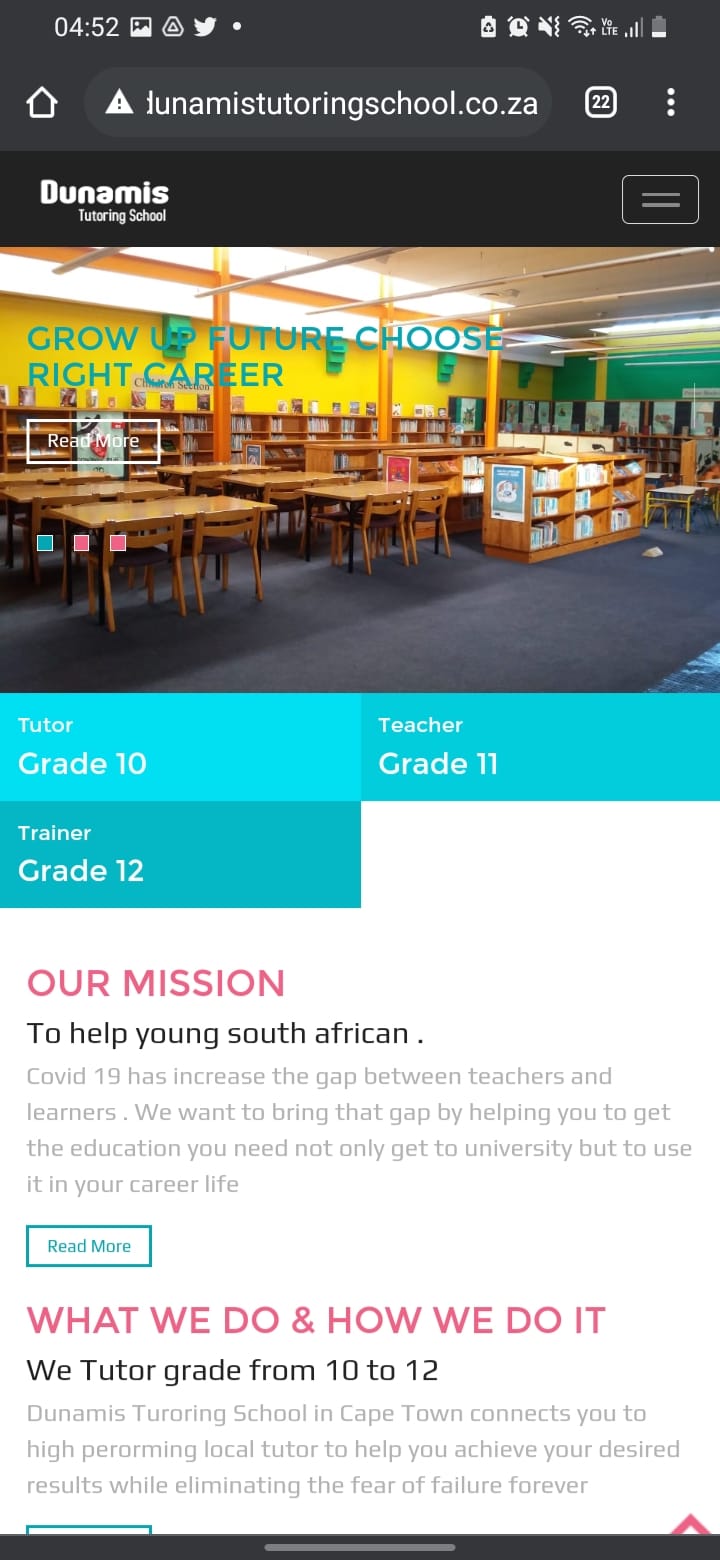 04:52
Vo
LTE
dunamistutoringschool.co.za
22
Dunamis
Tutoring School
GROW UP FUTURE CHOOSE
RIGHT CAREER
Children Section
Read More
Tutor
Grade 10
Teacher
Grade 11
Trainer
Grade 12
OUR MISSION
To help young south african .
Covid 19 has increase the gap between teachers and
learners . We want to bring that gap by helping you to get
the education you need not only get to university but to use
it in your career life
Read More
WHAT WE DO & HOW WE DO IT
We Tutor grade from 10 to 12
Dunamis Turoring School in Cape Town connects you to
high perorming local tutor to help you achieve your desired
results while eliminating the fear of failure forever